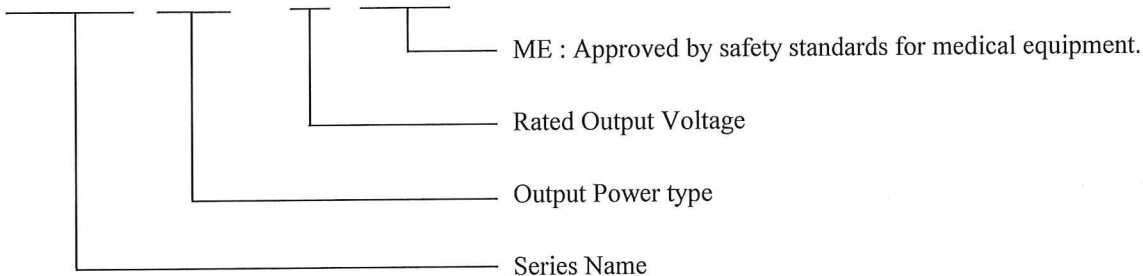 ME : Approved by safety standards for medical equipment.
Rated Output Voltage
Output Power type
Series Name